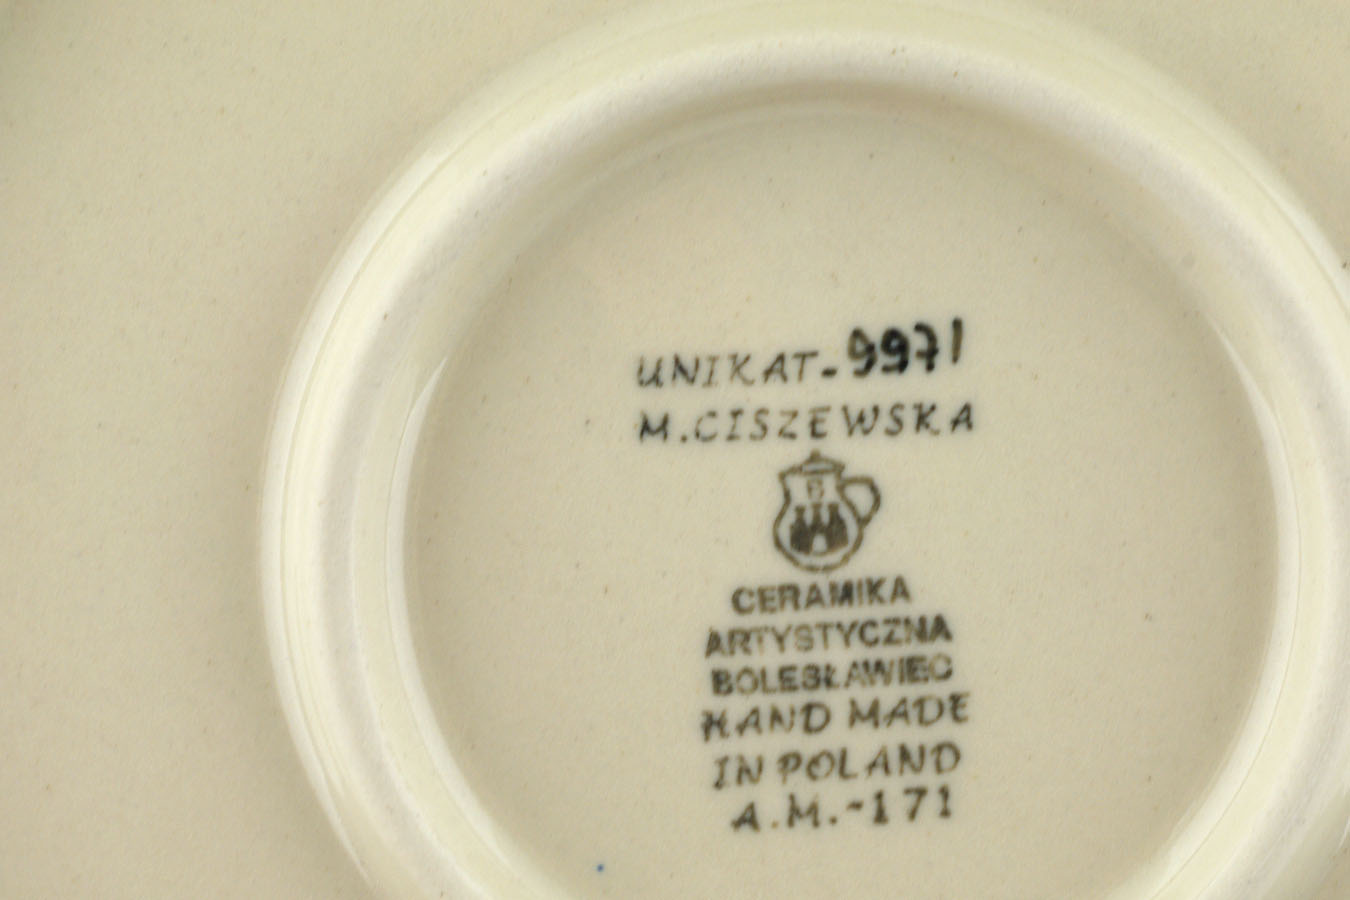 UNIKAT-9971
M.CISZEWSKA
B
CERAMIKA
ARTYSTYCZNA
BOLESŁAWIEC
HAND MADE
IN POLAND
A.M.-171